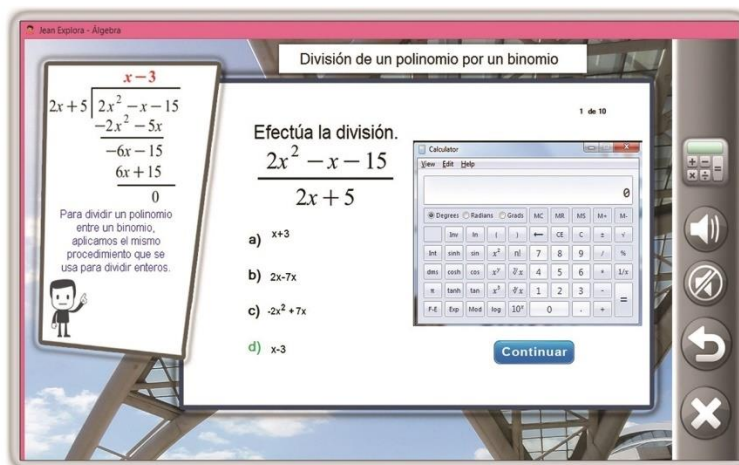 Jean Explora - Álgebra
División de un polinomio por un binomio
x − 3
2x + 5 2x² − x − 15
−2x² − 5x
−6x − 15
6x + 15
0
Para dividir un polinomio
entre un binomio,
aplicamos el mismo
procedimiento que se
usa para dividir enteros.
1 de 10
Efectúa la división.
2x² − x − 15
2x + 5
a) x+3
b) 2x-7x
c) -2x² + 7x
d) x-3
Calculator
View Edit Help
0
Degrees Radians Grads MC MR MS M+ M-
Inv ln ( ) ← CE C ± √
Int sinh sin x² n! 7 8 9 / %
dms cosh cos xʸ ʸ√x 4 5 6 * 1/x
π tanh tan x³ ³√x 1 2 3 - =
F-E Exp Mod log 10ˣ 0 . +
Continuar